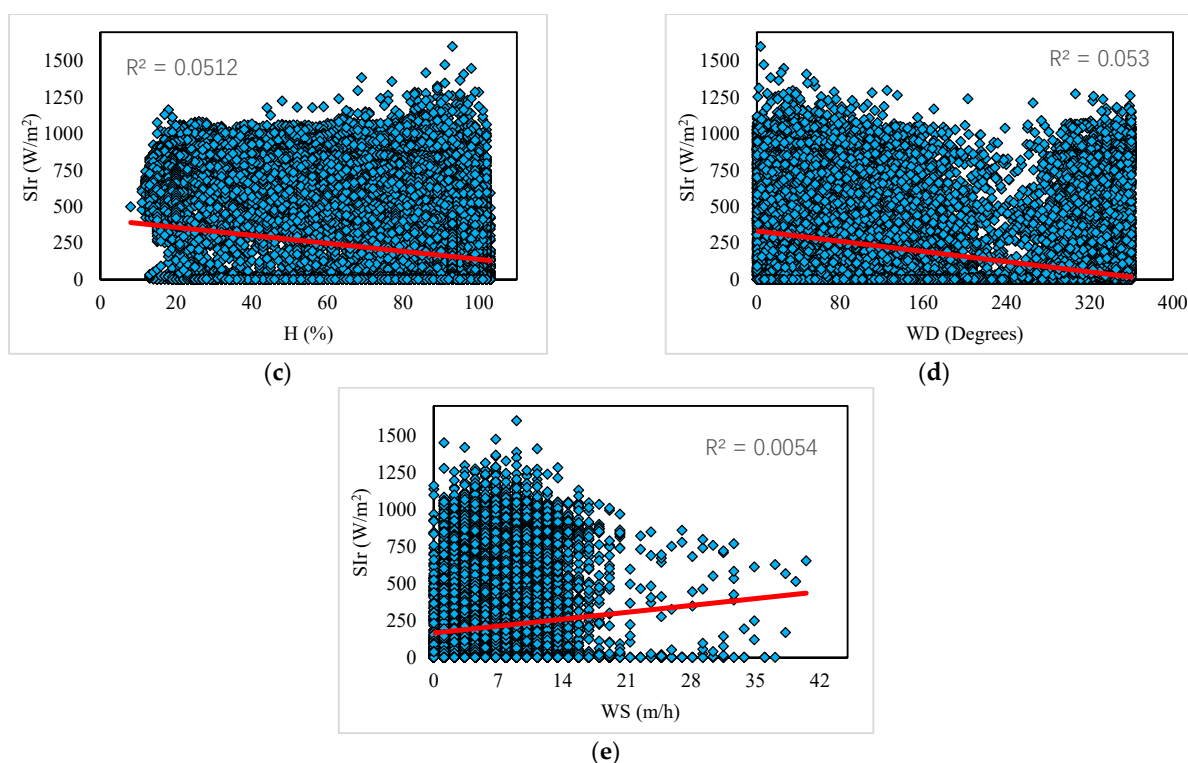 1500
1250
1000
750
500
250
0
SIr (W/m²)
R² = 0.0512
0 20 40 60 80 100
H (%)
(c)
1500
1250
1000
750
500
250
0
SIr (W/m²)
R² = 0.053
0 80 160 240 320 400
WD (Degrees)
(d)
1500
1250
1000
750
500
250
0
SIr (W/m²)
R² = 0.0054
0 7 14 21 28 35 42
WS (m/h)
(e)